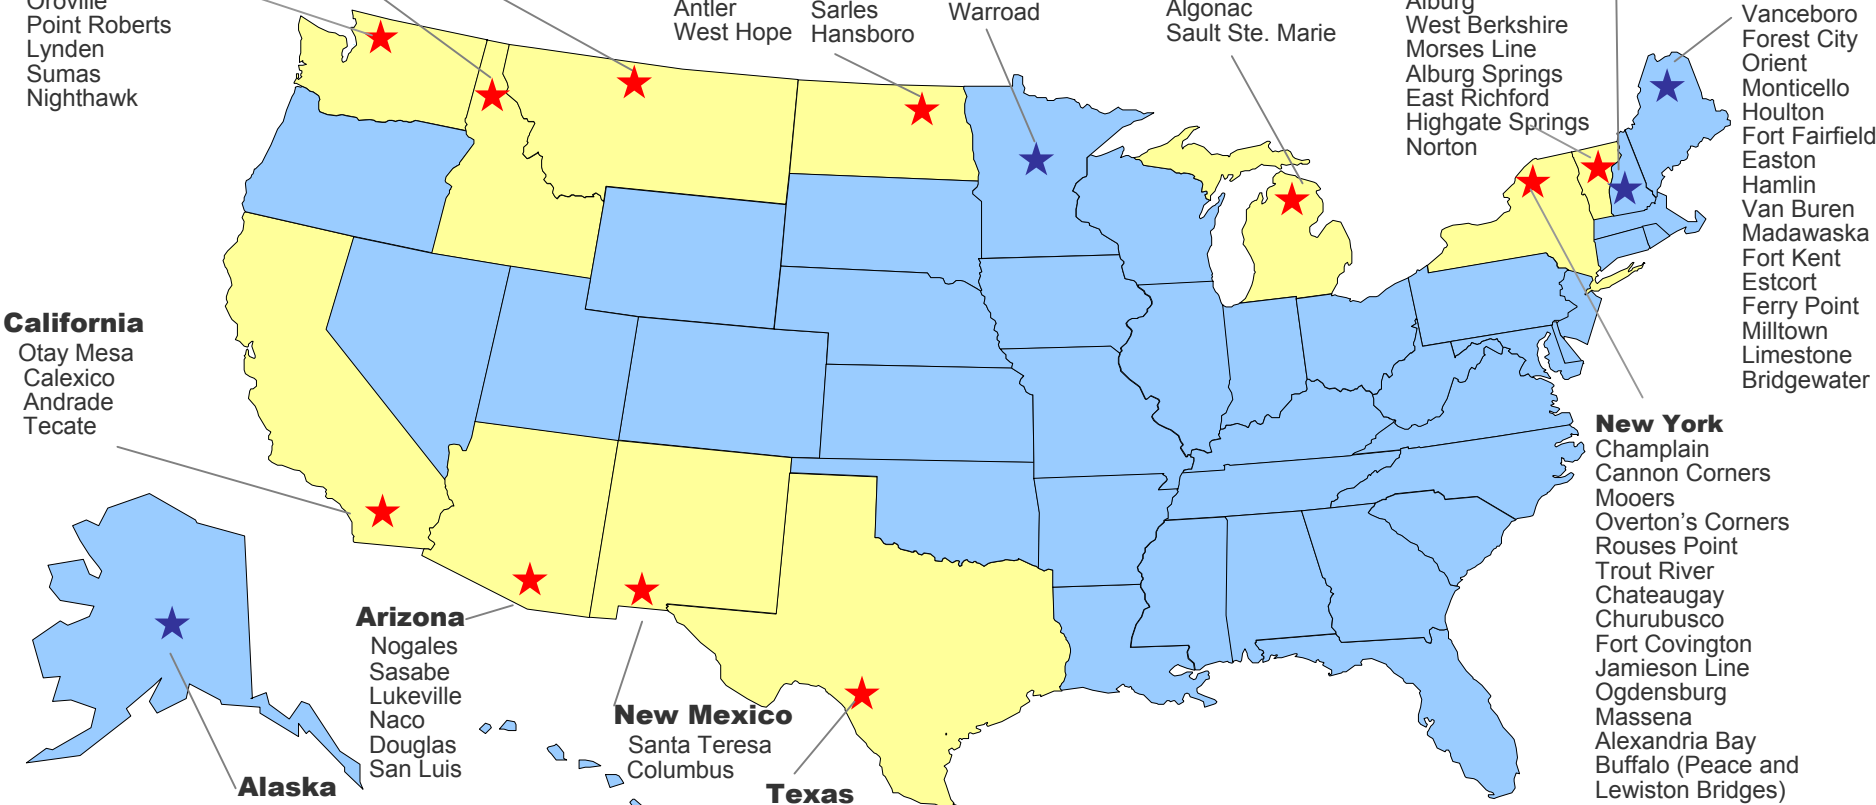 Oroville
Point Roberts
Lynden
Sumas
Nighthawk
Antler
West Hope
Sarles
Hansboro
Warroad
Algonac
Sault Ste. Marie
Alburg
West Berkshire
Morses Line
Alburg Springs
East Richford
Highgate Springs
Norton
Vanceboro
Forest City
Orient
Monticello
Houlton
Fort Fairfield
Easton
Hamlin
Van Buren
Madawaska
Fort Kent
Estcort
Ferry Point
Milltown
Limestone
Bridgewater
California
Otay Mesa
Calexico
Andrade
Tecate
New York
Champlain
Cannon Corners
Mooers
Overton’s Corners
Rouses Point
Trout River
Chateaugay
Churubusco
Fort Covington
Jamieson Line
Ogdensburg
Massena
Alexandria Bay
Buffalo (Peace and
Lewiston Bridges)
Arizona
Nogales
Sasabe
Lukeville
Naco
Douglas
San Luis
New Mexico
Santa Teresa
Columbus
Texas
Alaska